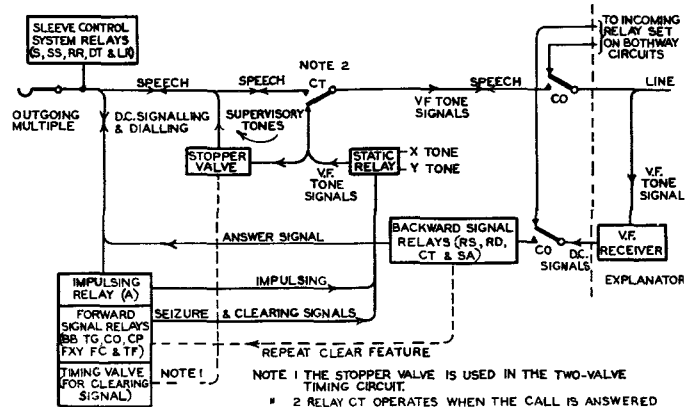 SLEEVE CONTROL
SYSTEM RELAYS
(S, SS, RR, DT & LR)
TO INCOMING
RELAY SET
ON BOTHWAY
CIRCUITS
NOTE 2
SPEECH
SPEECH
CT
SPEECH
CO
LINE
OUTGOING
MULTIPLE
D.C. SIGNALLING
& DIALLING
SUPERVISORY
TONES
V.F TONE
SIGNALS
STOPPER
VALVE
V.F.
TONE
SIGNALS
STATIC
RELAY
X TONE
Y TONE
V.F.
TONE
SIGNAL
ANSWER SIGNAL
BACKWARD SIGNAL
RELAYS (RS, RD,
CT & SA)
CO
D.C.
SIGNALS
V.F.
RECEIVER
EXPLANATOR
IMPULSING
RELAY (A)
IMPULSING
FORWARD
SIGNAL RELAYS
(BB TG, CO, CP
FXY FC & TF)
SEIZURE & CLEARING SIGNALS
REPEAT CLEAR FEATURE
TIMING VALVE
(FOR CLEARING
SIGNAL)
NOTE 1
NOTE 1 THE STOPPER VALVE IS USED IN THE TWO-VALVE
TIMING CIRCUIT.
" 2 RELAY CT OPERATES WHEN THE CALL IS ANSWERED